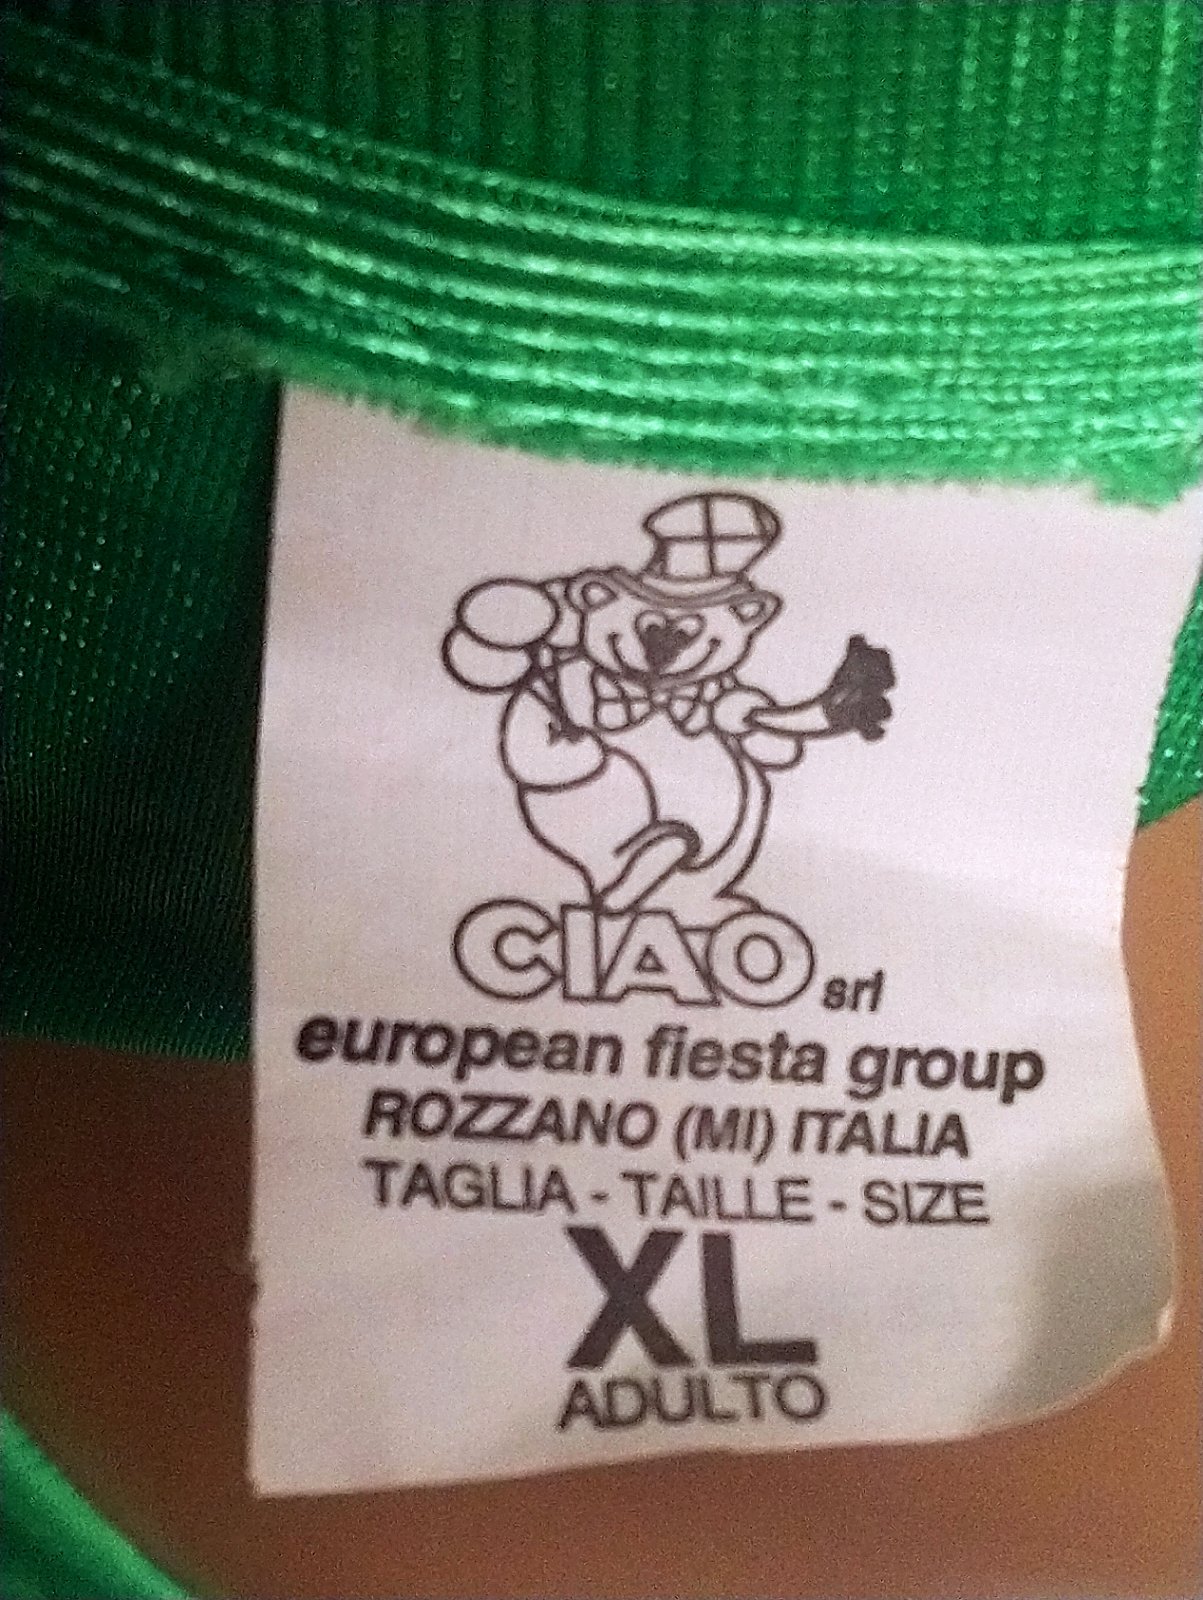 CIAO srl
european fiesta group
ROZZANO (MI) ITALIA
TAGLIA - TAILLE - SIZE
XL
ADULTO